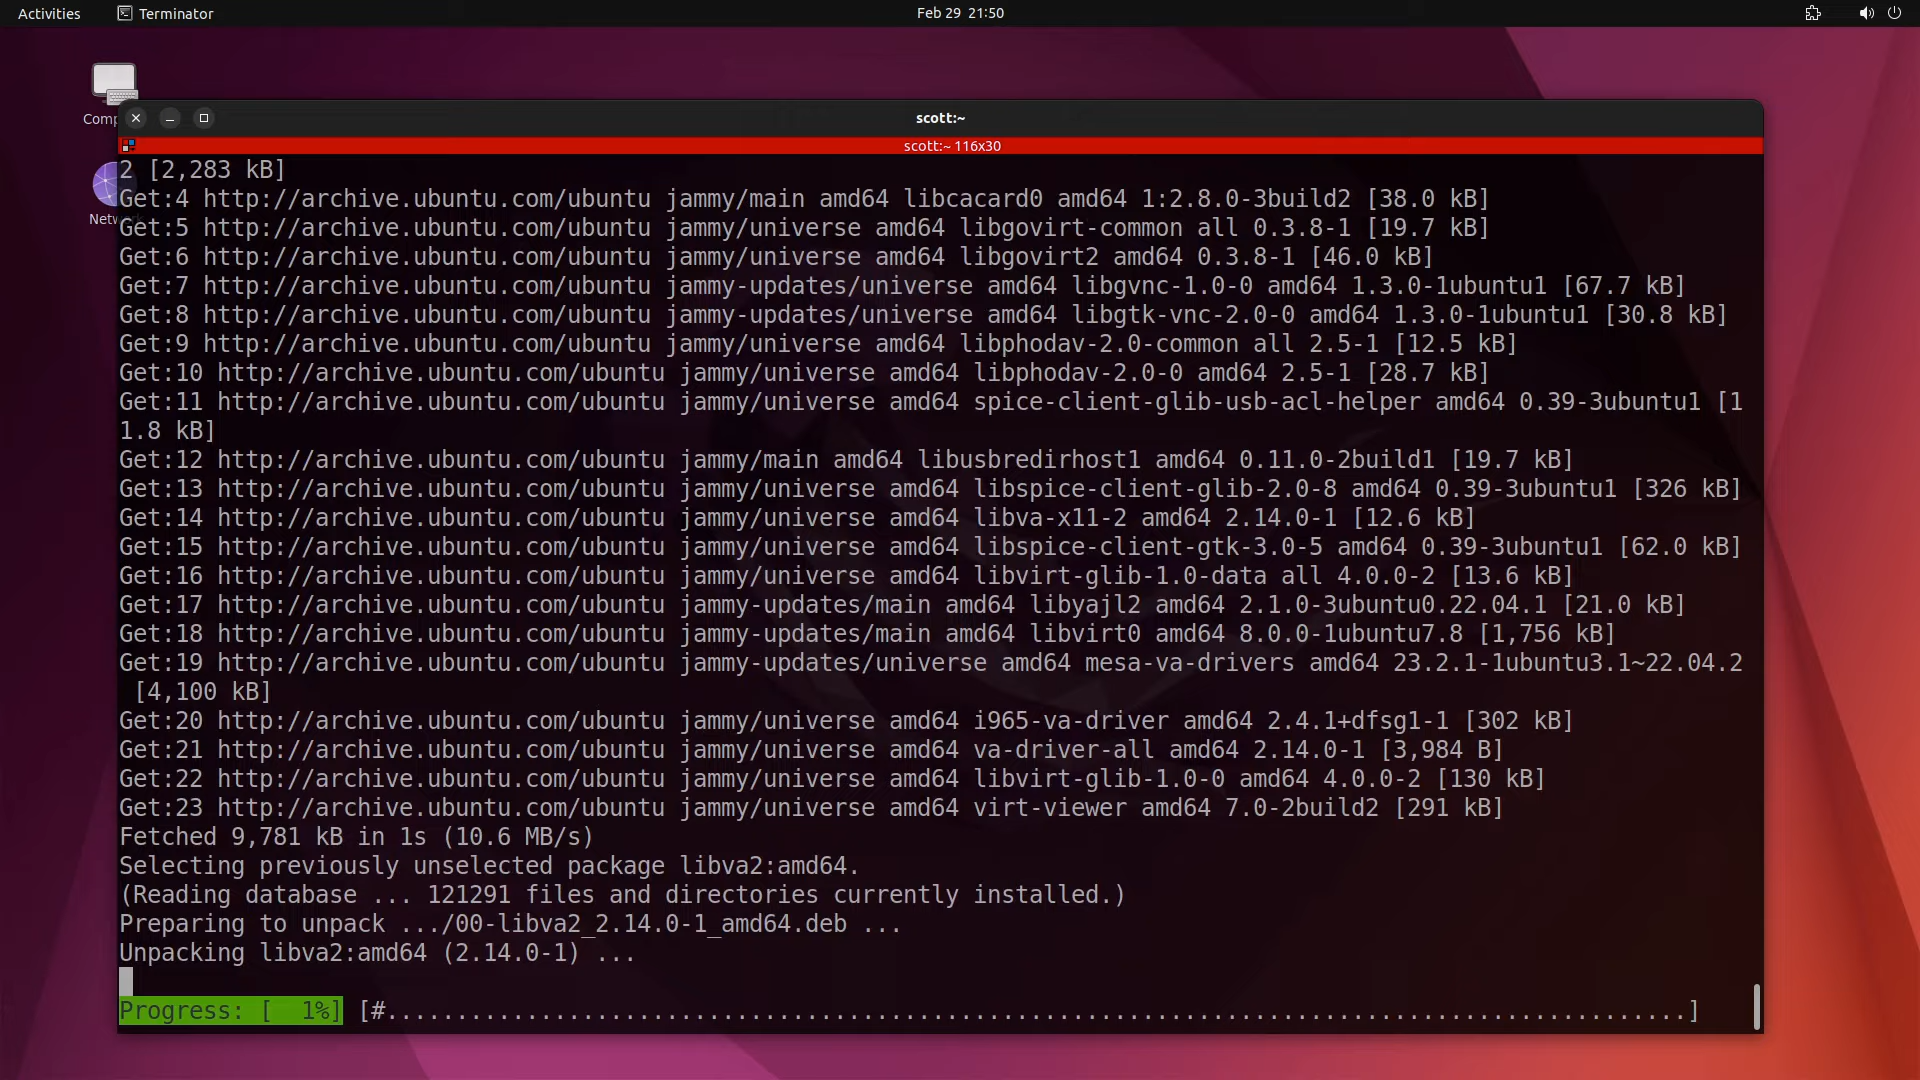 Activities
Terminator
Feb 29 21:50
Comp
Netw
scott:~
scott:~ 116x30
2 [2,283 kB]
Get:4 http://archive.ubuntu.com/ubuntu jammy/main amd64 libcacard0 amd64 1:2.8.0-3build2 [38.0 kB]
Get:5 http://archive.ubuntu.com/ubuntu jammy/universe amd64 libgovirt-common all 0.3.8-1 [19.7 kB]
Get:6 http://archive.ubuntu.com/ubuntu jammy/universe amd64 libgovirt2 amd64 0.3.8-1 [46.0 kB]
Get:7 http://archive.ubuntu.com/ubuntu jammy-updates/universe amd64 libgvnc-1.0-0 amd64 1.3.0-1ubuntu1 [67.7 kB]
Get:8 http://archive.ubuntu.com/ubuntu jammy-updates/universe amd64 libgtk-vnc-2.0-0 amd64 1.3.0-1ubuntu1 [30.8 kB]
Get:9 http://archive.ubuntu.com/ubuntu jammy/universe amd64 libphodav-2.0-common all 2.5-1 [12.5 kB]
Get:10 http://archive.ubuntu.com/ubuntu jammy/universe amd64 libphodav-2.0-0 amd64 2.5-1 [28.7 kB]
Get:11 http://archive.ubuntu.com/ubuntu jammy/universe amd64 spice-client-glib-usb-acl-helper amd64 0.39-3ubuntu1 [1
1.8 kB]
Get:12 http://archive.ubuntu.com/ubuntu jammy/main amd64 libusbredirhost1 amd64 0.11.0-2build1 [19.7 kB]
Get:13 http://archive.ubuntu.com/ubuntu jammy/universe amd64 libspice-client-glib-2.0-8 amd64 0.39-3ubuntu1 [326 kB]
Get:14 http://archive.ubuntu.com/ubuntu jammy/universe amd64 libva-x11-2 amd64 2.14.0-1 [12.6 kB]
Get:15 http://archive.ubuntu.com/ubuntu jammy/universe amd64 libspice-client-gtk-3.0-5 amd64 0.39-3ubuntu1 [62.0 kB]
Get:16 http://archive.ubuntu.com/ubuntu jammy/universe amd64 libvirt-glib-1.0-data all 4.0.0-2 [13.6 kB]
Get:17 http://archive.ubuntu.com/ubuntu jammy-updates/main amd64 libyajl2 amd64 2.1.0-3ubuntu0.22.04.1 [21.0 kB]
Get:18 http://archive.ubuntu.com/ubuntu jammy-updates/main amd64 libvirt0 amd64 8.0.0-1ubuntu7.8 [1,756 kB]
Get:19 http://archive.ubuntu.com/ubuntu jammy-updates/universe amd64 mesa-va-drivers amd64 23.2.1-1ubuntu3.1~22.04.2
[4,100 kB]
Get:20 http://archive.ubuntu.com/ubuntu jammy/universe amd64 i965-va-driver amd64 2.4.1+dfsg1-1 [302 kB]
Get:21 http://archive.ubuntu.com/ubuntu jammy/universe amd64 va-driver-all amd64 2.14.0-1 [3,984 B]
Get:22 http://archive.ubuntu.com/ubuntu jammy/universe amd64 libvirt-glib-1.0-0 amd64 4.0.0-2 [130 kB]
Get:23 http://archive.ubuntu.com/ubuntu jammy/universe amd64 virt-viewer amd64 7.0-2build2 [291 kB]
Fetched 9,781 kB in 1s (10.6 MB/s)
Selecting previously unselected package libva2:amd64.
(Reading database ... 121291 files and directories currently installed.)
Preparing to unpack .../00-libva2_2.14.0-1_amd64.deb ...
Unpacking libva2:amd64 (2.14.0-1) ...
Progress: [  1%] [#.............................................................................................]